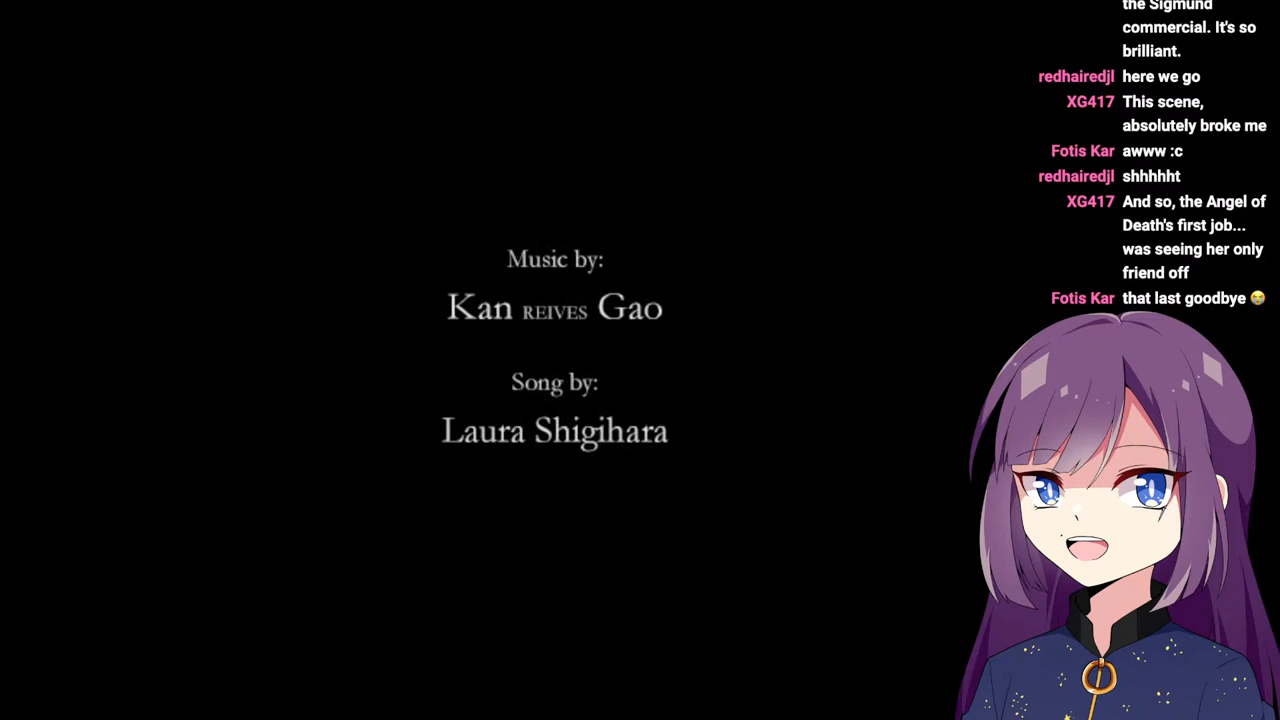 Music by:
Kan REIVES Gao
Song by:
Laura Shigihara
the Sigmund
commercial. It's so
brilliant.
redhairedjl here we go
XG417 This scene,
absolutely broke me
Fotis Kar awww :c
redhairedjl shhhhht
XG417 And so, the Angel of
Death's first job...
was seeing her only
friend off
Fotis Kar that last goodbye 😭